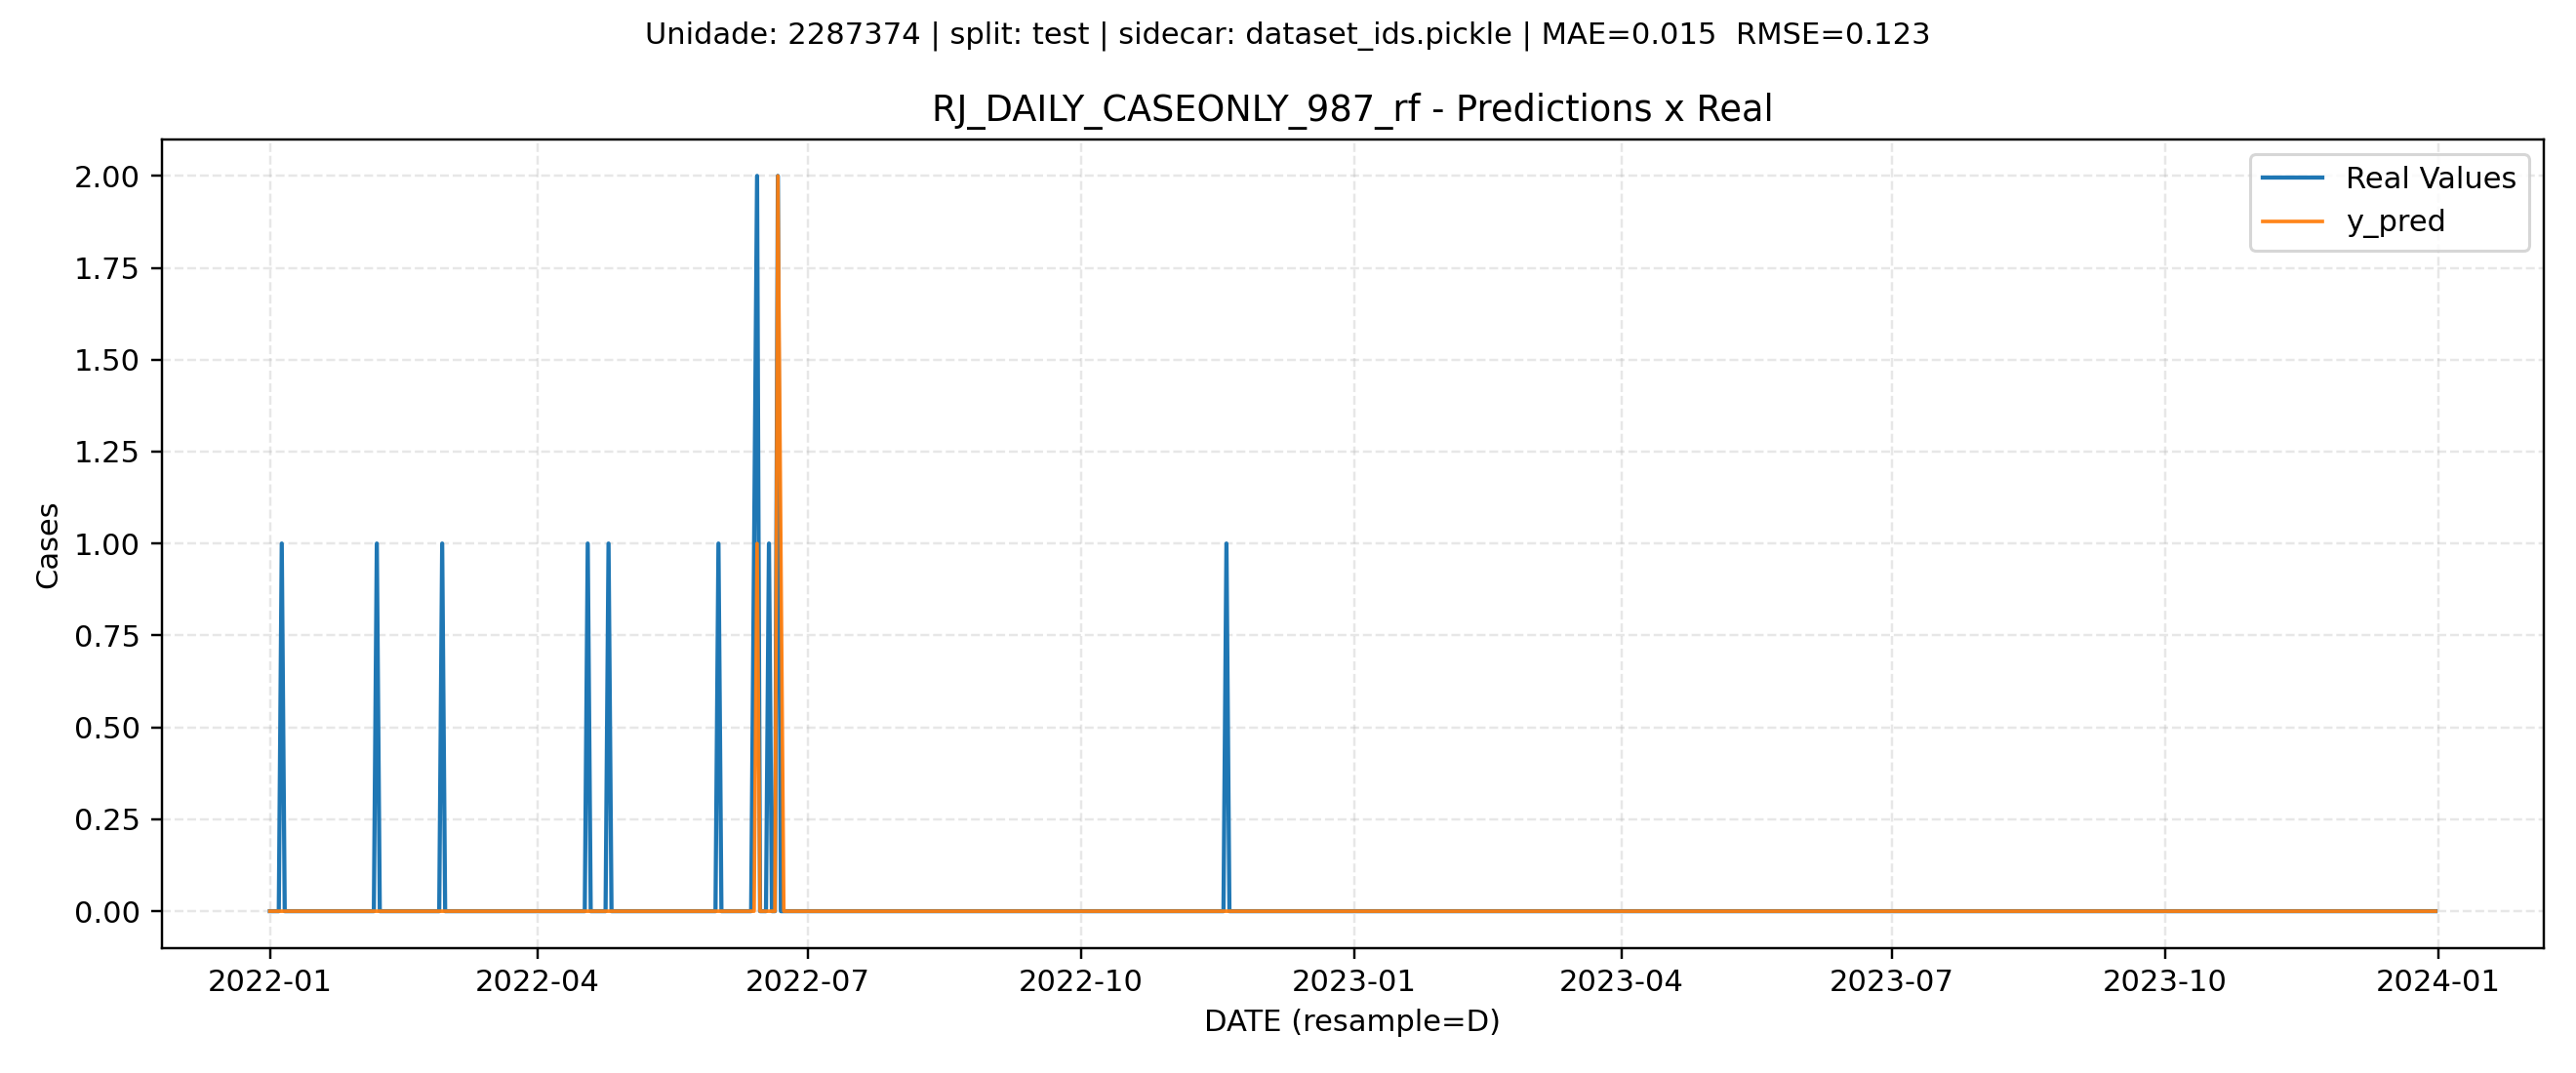 Unidade: 2287374 | split: test | sidecar: dataset_ids.pickle | MAE=0.015  RMSE=0.123
RJ_DAILY_CASEONLY_987_rf - Predictions x Real
Real Values
y_pred
Cases
2.00
1.75
1.50
1.25
1.00
0.75
0.50
0.25
0.00
2022-01 2022-04 2022-07 2022-10 2023-01 2023-04 2023-07 2023-10 2024-01
DATE (resample=D)